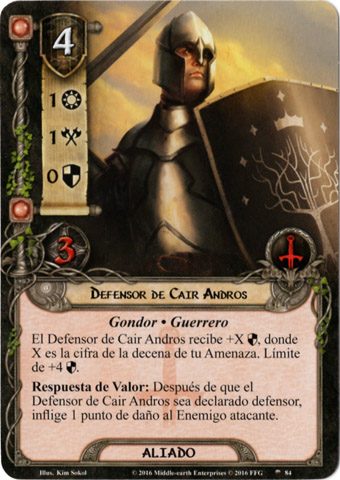 4
1
1
0
3
Defensor de Cair Andros
Gondor • Guerrero
El Defensor de Cair Andros recibe +X , donde
X es la cifra de la decena de tu Amenaza. Límite
de +4 .
Respuesta de Valor: Después de que el
Defensor de Cair Andros sea declarado defensor,
inflige 1 punto de daño al Enemigo atacante.
ALIADO
Illus. Kim Sokol
© 2016 Middle-earth Enterprises © 2016 FFG
84